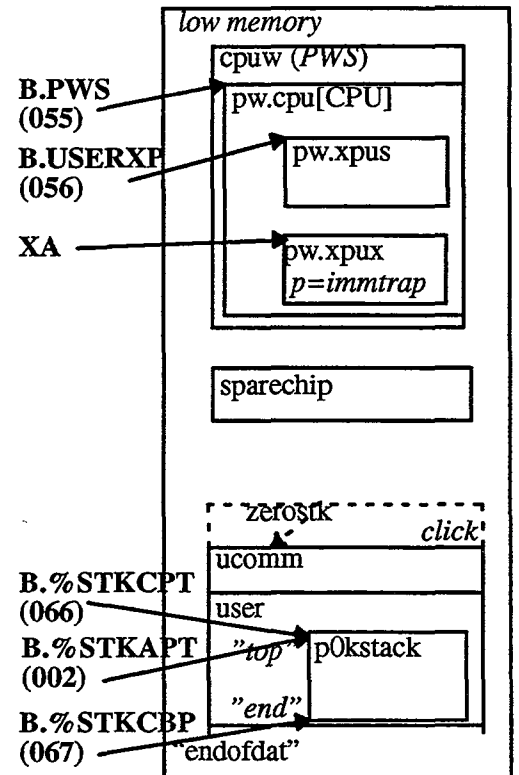 low memory
cpuw (PWS)
B.PWS
(055)
pw.cpu[CPU]
B.USERXP
(056)
pw.xpus
XA
pw.xpux
p=immtrap
sparechip
zerostk
click
ucomm
B.%STKCPT
(066)
user
B.%STKAPT
(002)
"top"
p0kstack
"end"
B.%STKCBP
(067)
"endofdat"